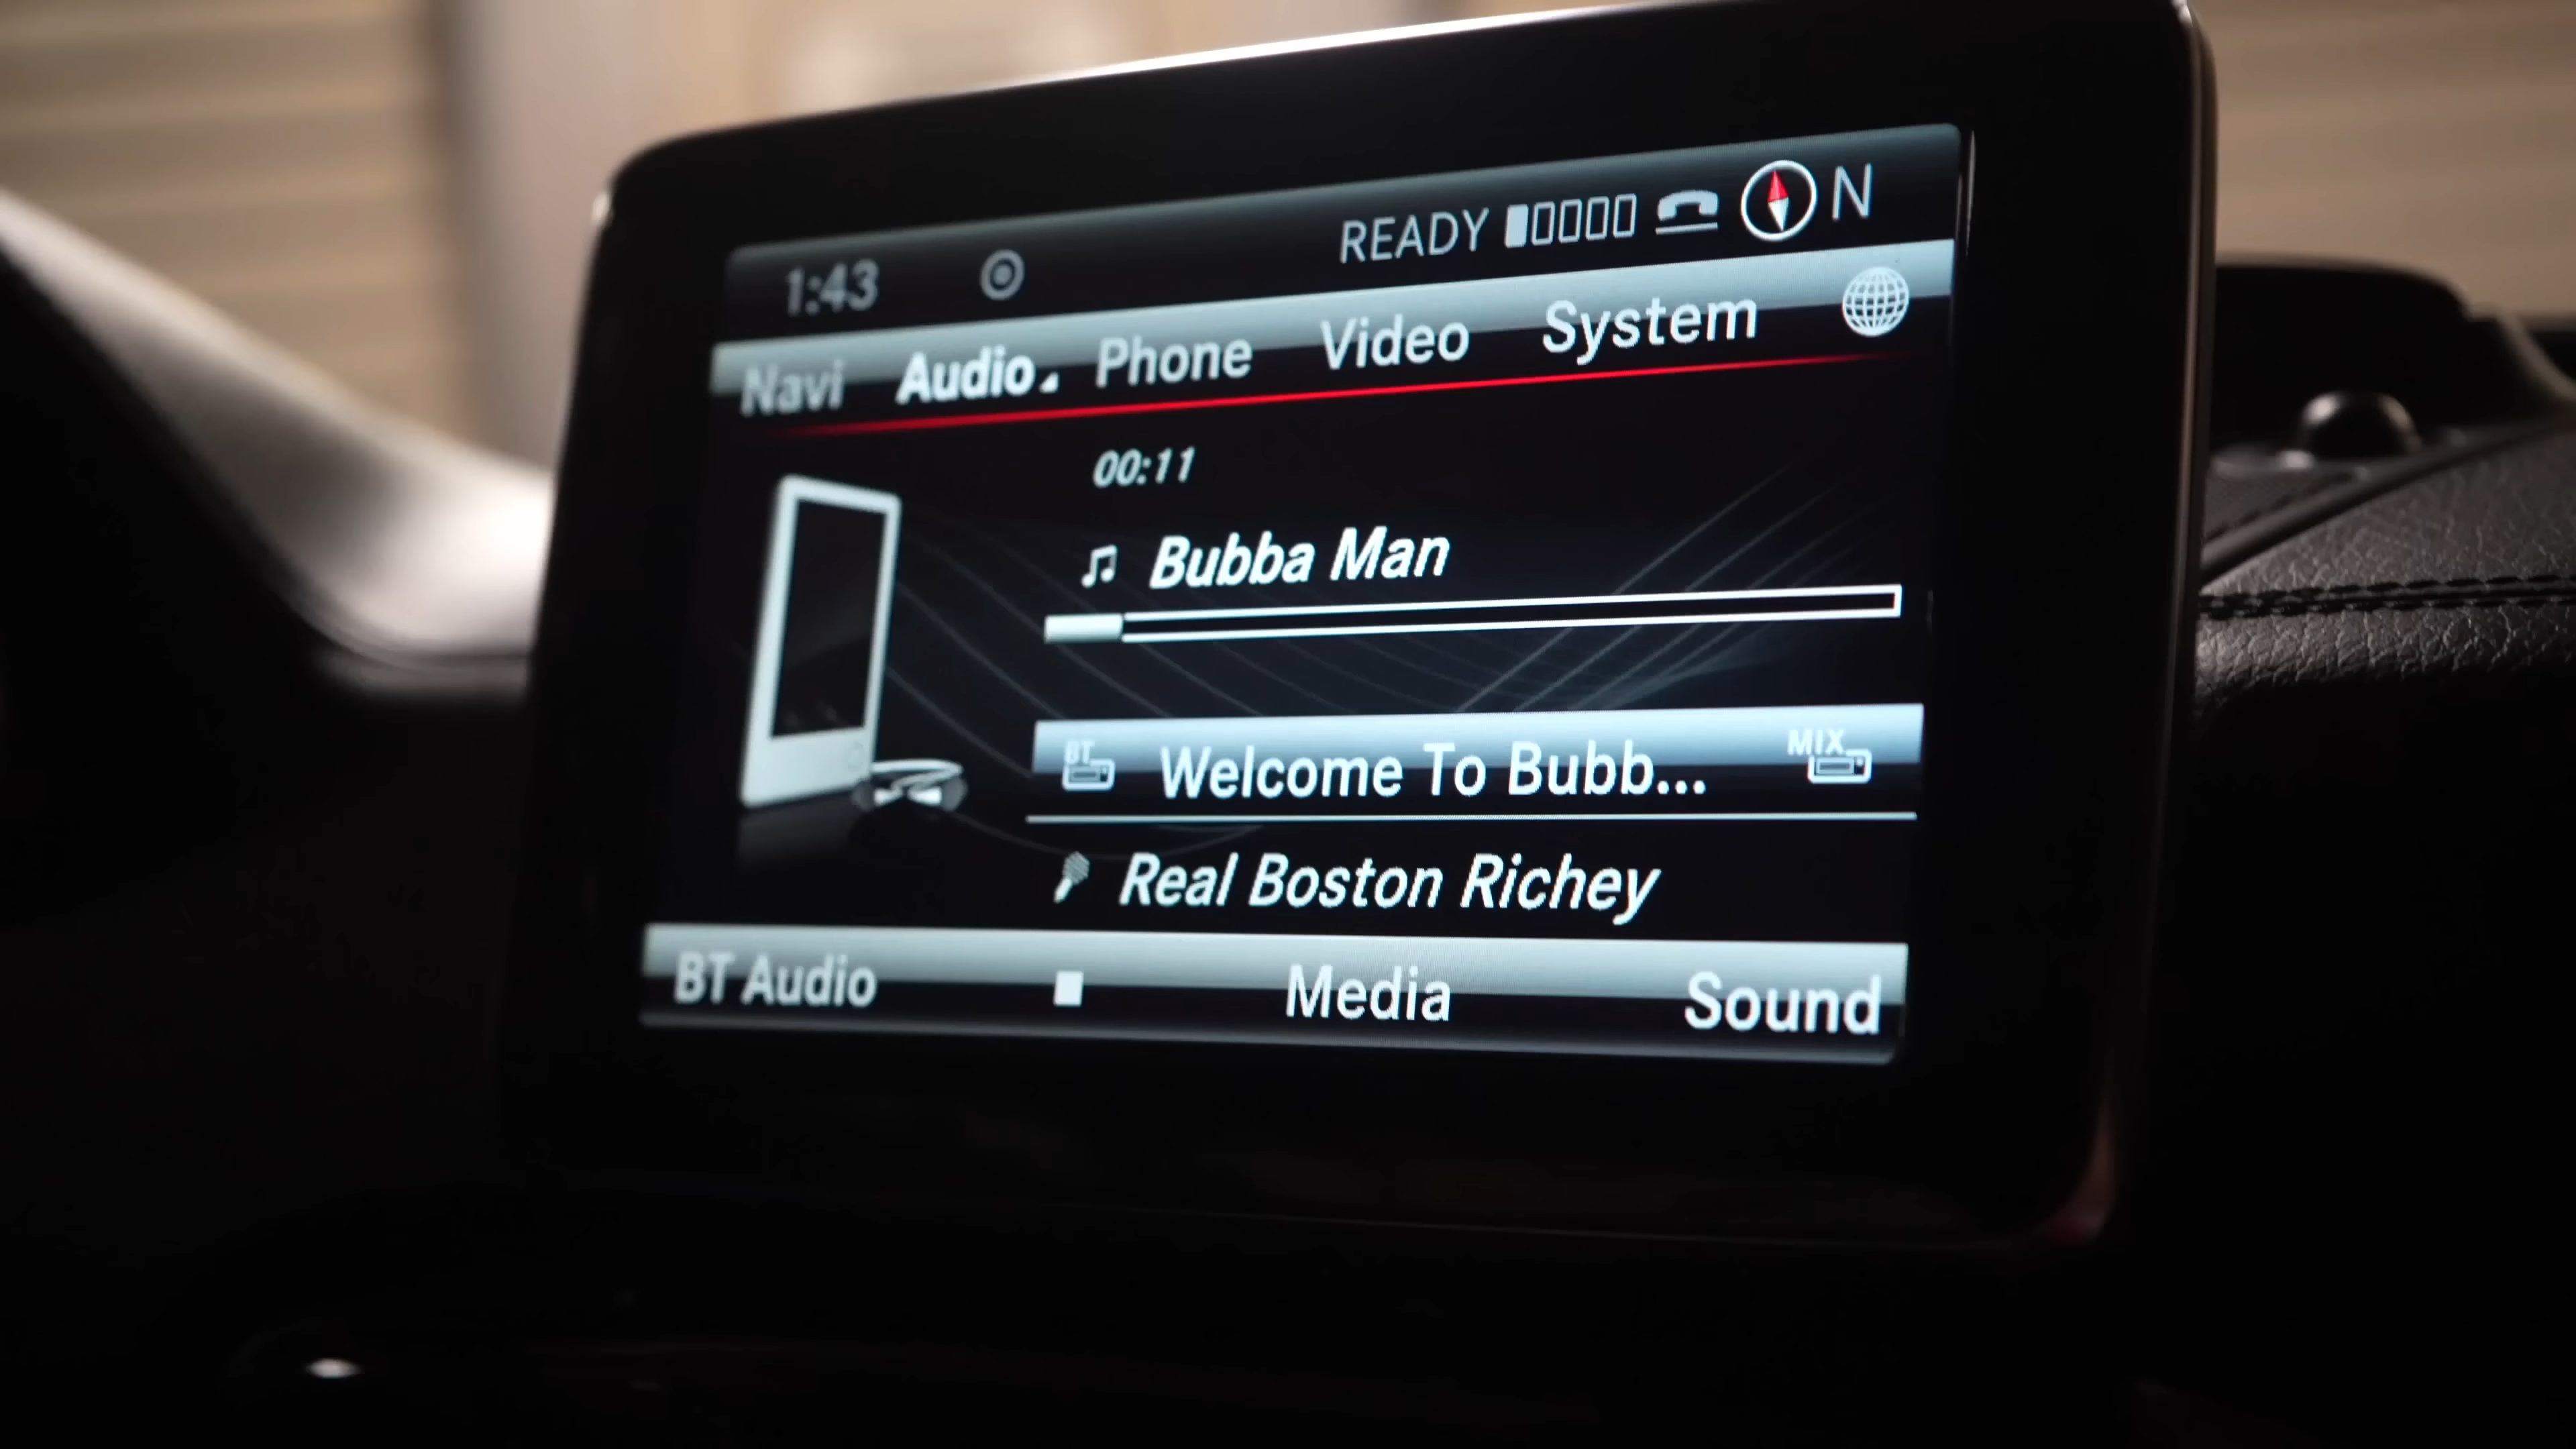 1:43 READY N
Navi Audio Phone Video System
00:11
Bubba Man
BT Welcome To Bubb... MIX
Real Boston Richey
BT Audio Media Sound